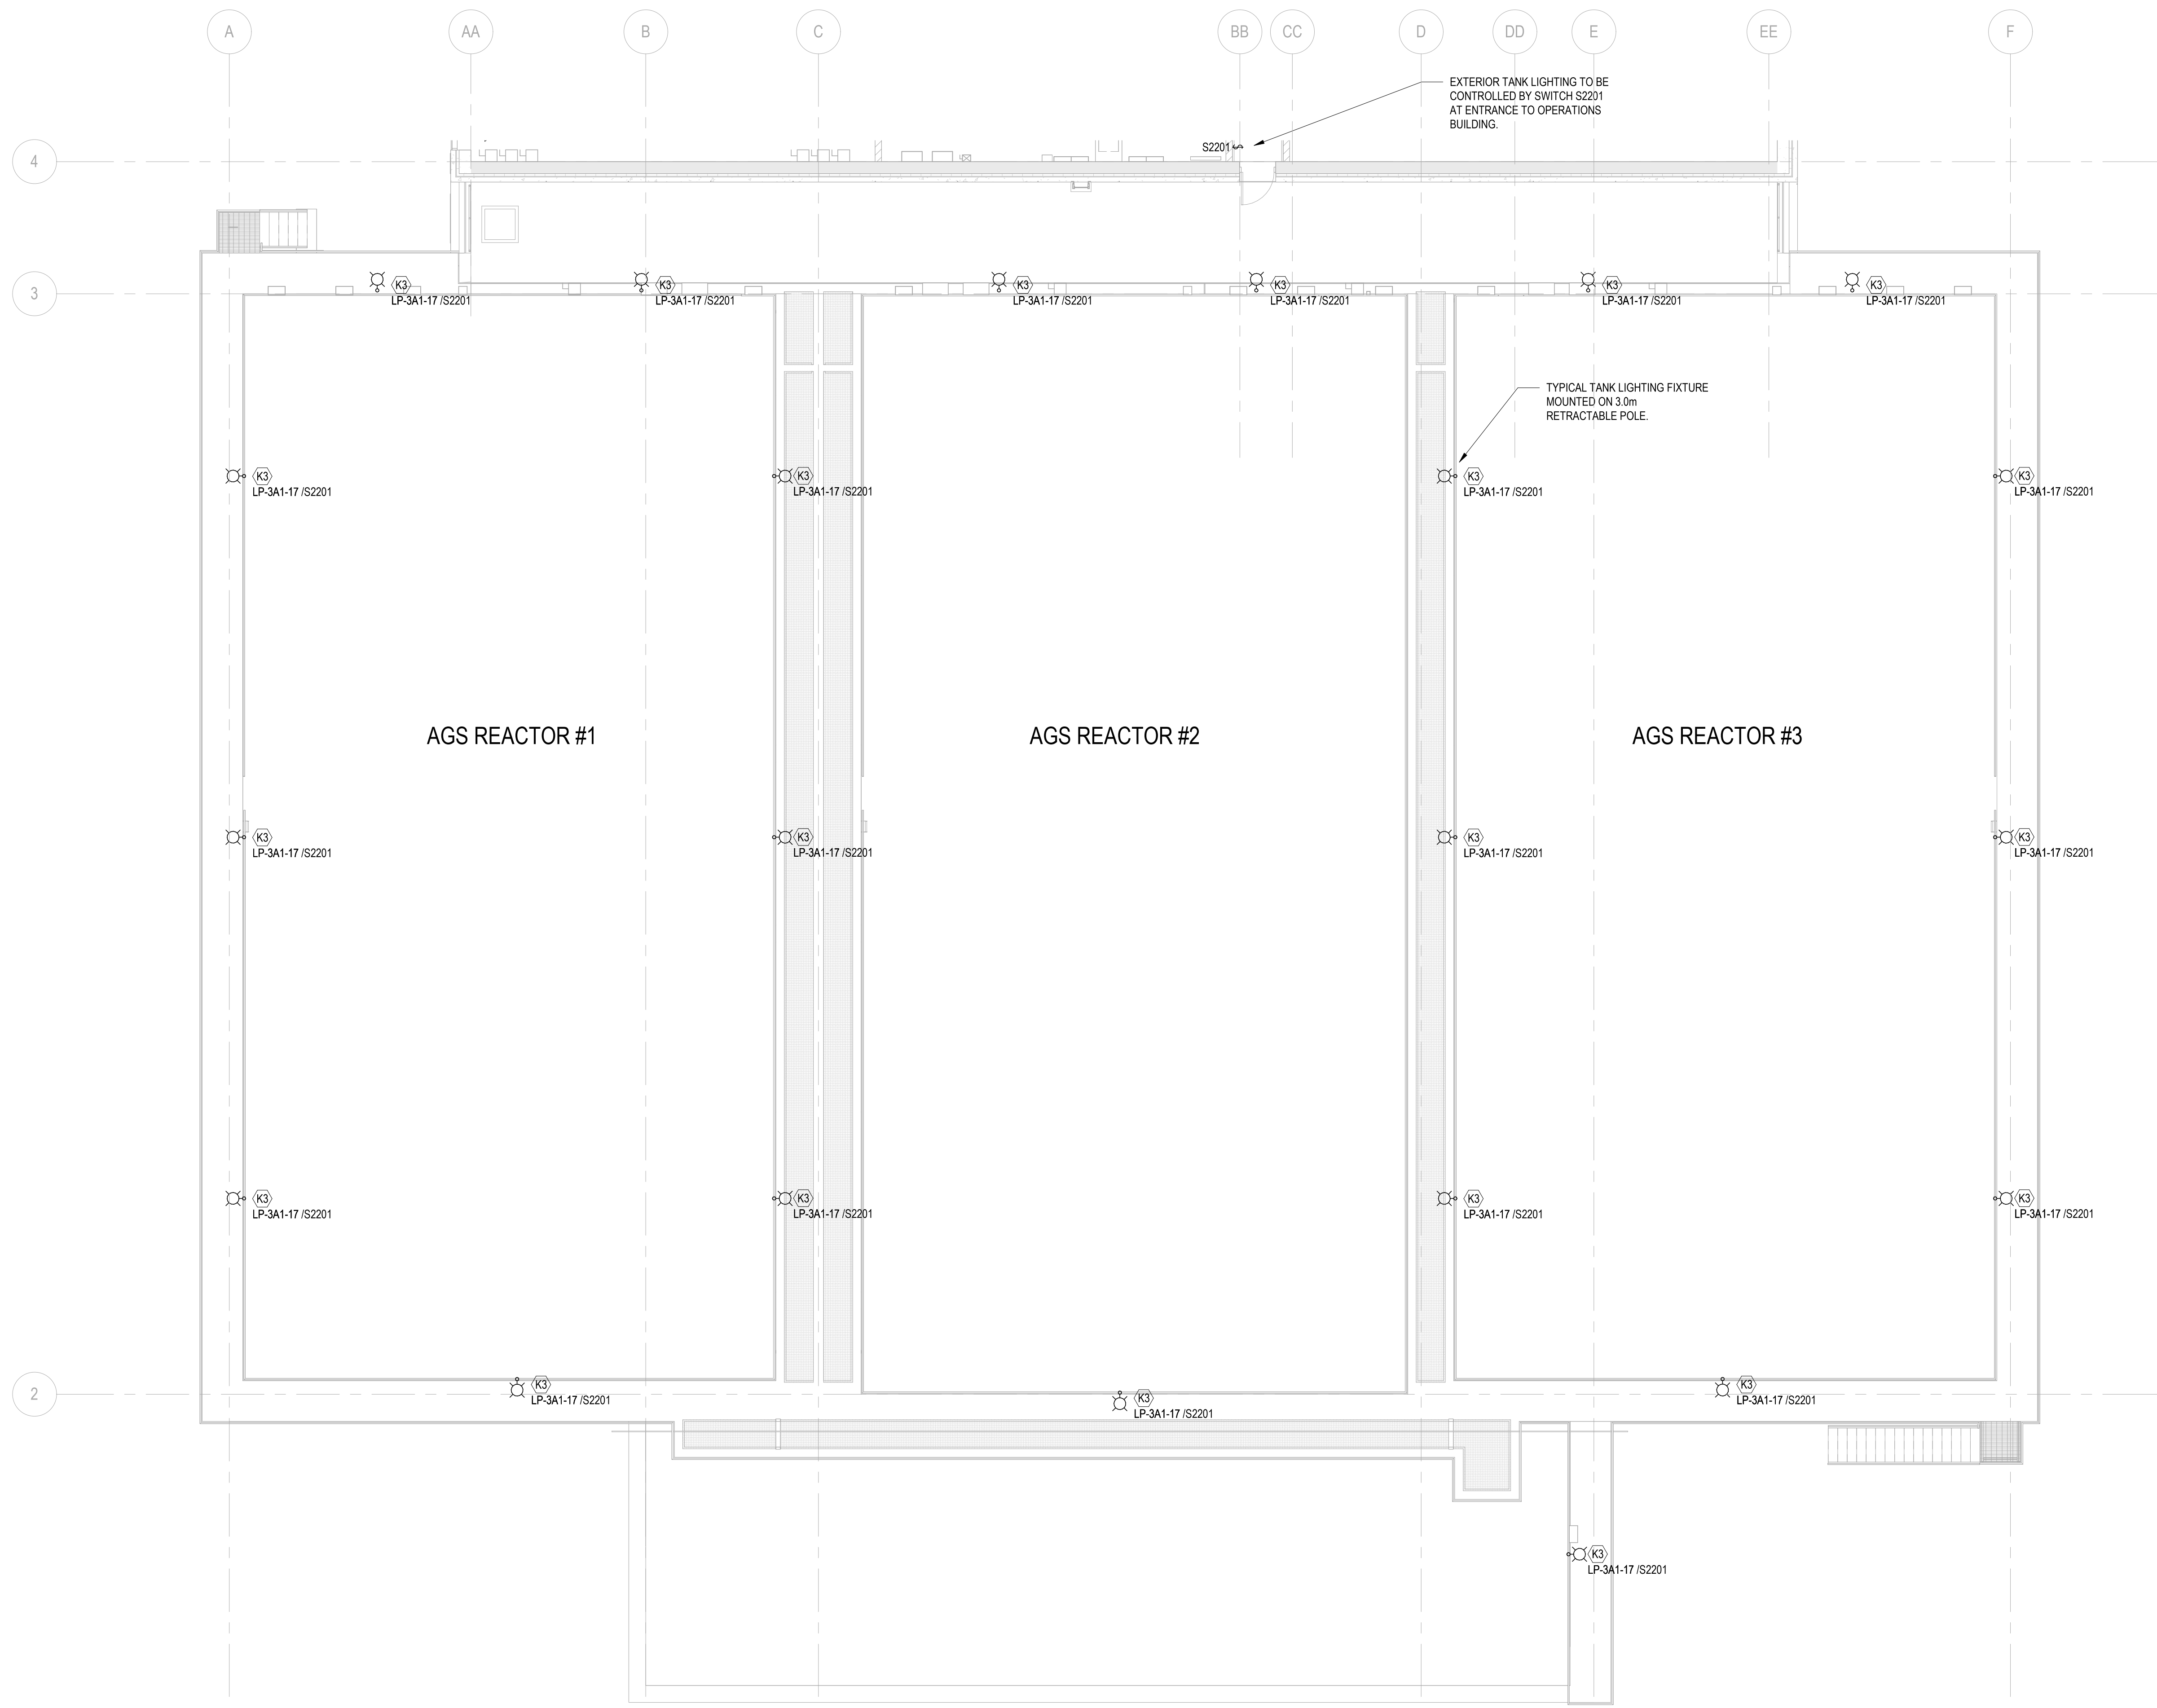 A
AA
B
C
BB
CC
D
DD
E
EE
F
EXTERIOR TANK LIGHTING TO BE
CONTROLLED BY SWITCH S2201
AT ENTRANCE TO OPERATIONS
BUILDING.
S2201
4
3
K3
LP-3A1-17 /S2201
K3
LP-3A1-17 /S2201
K3
LP-3A1-17 /S2201
K3
LP-3A1-17 /S2201
K3
LP-3A1-17 /S2201
K3
LP-3A1-17 /S2201
TYPICAL TANK LIGHTING FIXTURE
MOUNTED ON 3.0m
RETRACTABLE POLE.
K3
LP-3A1-17 /S2201
K3
LP-3A1-17 /S2201
K3
LP-3A1-17 /S2201
K3
LP-3A1-17 /S2201
AGS REACTOR #1
AGS REACTOR #2
AGS REACTOR #3
K3
LP-3A1-17 /S2201
K3
LP-3A1-17 /S2201
K3
LP-3A1-17 /S2201
K3
LP-3A1-17 /S2201
K3
LP-3A1-17 /S2201
K3
LP-3A1-17 /S2201
K3
LP-3A1-17 /S2201
K3
LP-3A1-17 /S2201
2
K3
LP-3A1-17 /S2201
K3
LP-3A1-17 /S2201
K3
LP-3A1-17 /S2201
K3
LP-3A1-17 /S2201